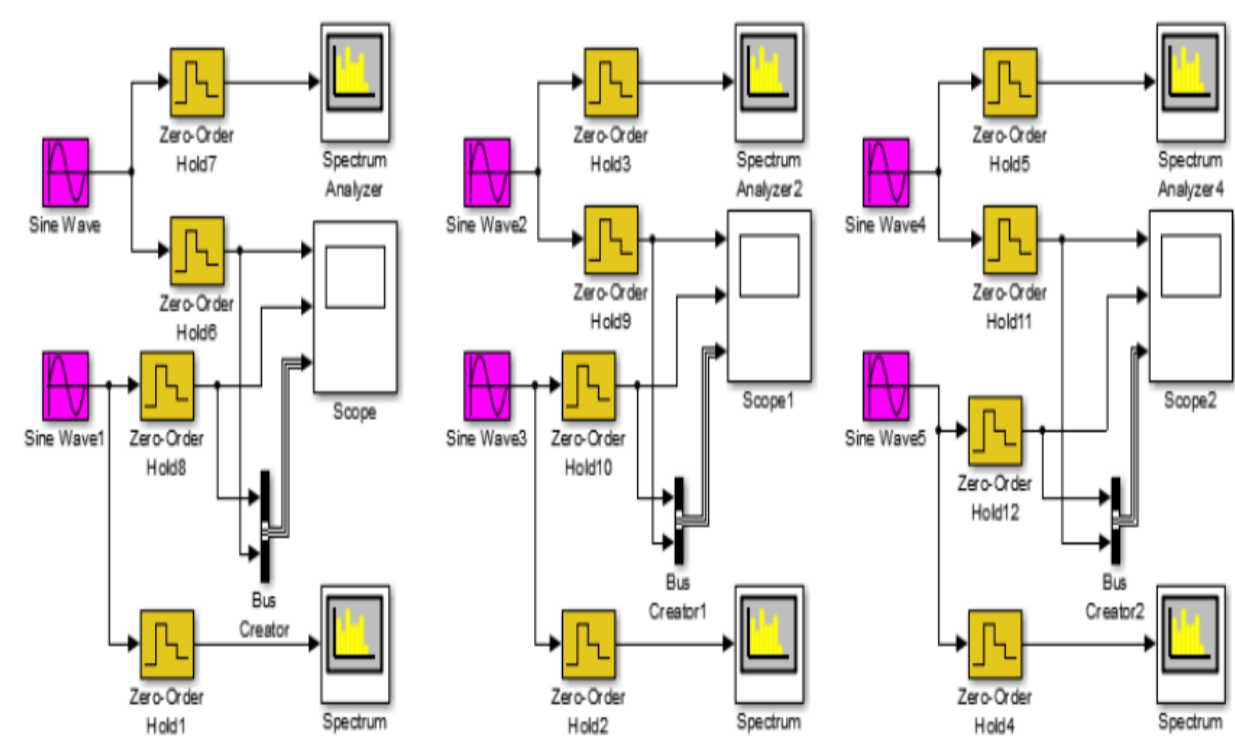 Zero-Order
Hold7
Spectrum
Analyzer
Sine Wave
Zero-Order
Hold6
Scope
Sine Wave1
Zero-Order
Hold8
Bus
Creator
Zero-Order
Hold1
Spectrum
Zero-Order
Hold3
Spectrum
Analyzer2
Sine Wave2
Zero-Order
Hold9
Scope1
Sine Wave3
Zero-Order
Hold10
Bus
Creator1
Zero-Order
Hold2
Spectrum
Zero-Order
Hold5
Spectrum
Analyzer4
Sine Wave4
Zero-Order
Hold11
Scope2
Sine Wave5
Zero-Order
Hold12
Bus
Creator2
Zero-Order
Hold4
Spectrum